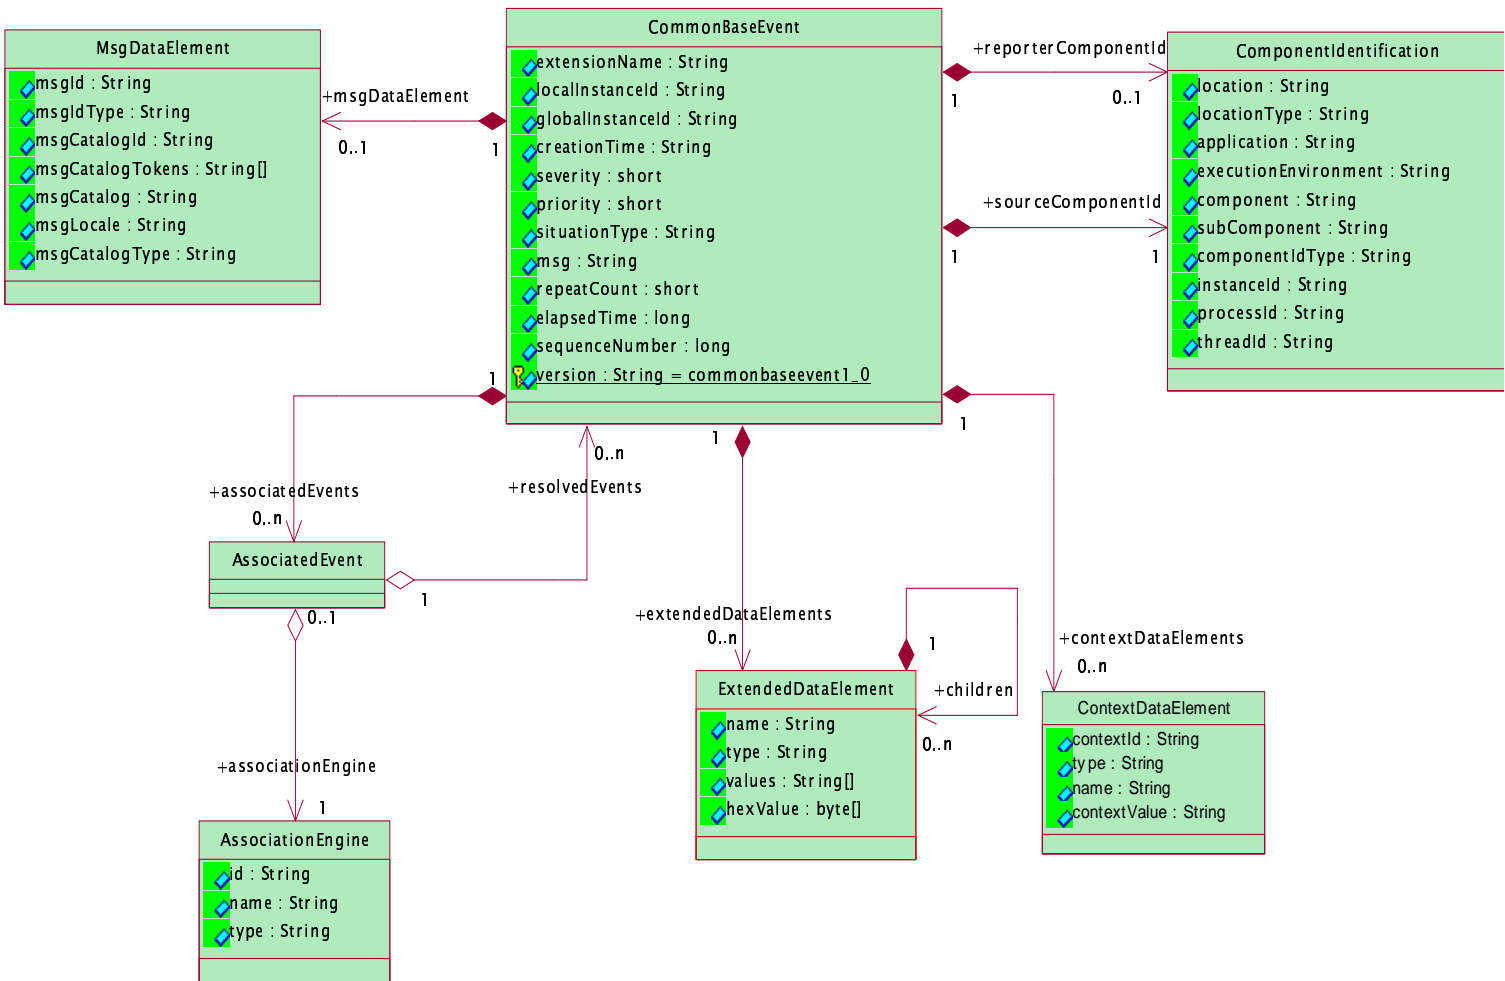 MsgDataElement
msgId : String
msgIdType : String
msgCatalogId : String
msgCatalogTokens : String[]
msgCatalog : String
msgLocale : String
msgCatalogType : String
+msgDataElement
0..1
1
CommonBaseEvent
extensionName : String
localInstanceId : String
globalInstanceId : String
creationTime : String
severity : short
priority : short
situationType : String
msg : String
repeatCount : short
elapsedTime : long
sequenceNumber : long
version : String = commonbaseevent1_0
+reporterComponentId
1
0..1
+sourceComponentId
1
1
ComponentIdentification
location : String
locationType : String
application : String
executionEnvironment : String
component : String
subComponent : String
componentIdType : String
instanceId : String
processId : String
threadId : String
1
+associatedEvents
0..n
0..n
+resolvedEvents
1
AssociatedEvent
0..1
1
+associationEngine
1
AssociationEngine
id : String
name : String
type : String
1
+extendedDataElements
0..n
ExtendedDataElement
name : String
type : String
values : String[]
hexValue : byte[]
1
+children
0..n
+contextDataElements
0..n
ContextDataElement
contextId : String
type : String
name : String
contextValue : String
1